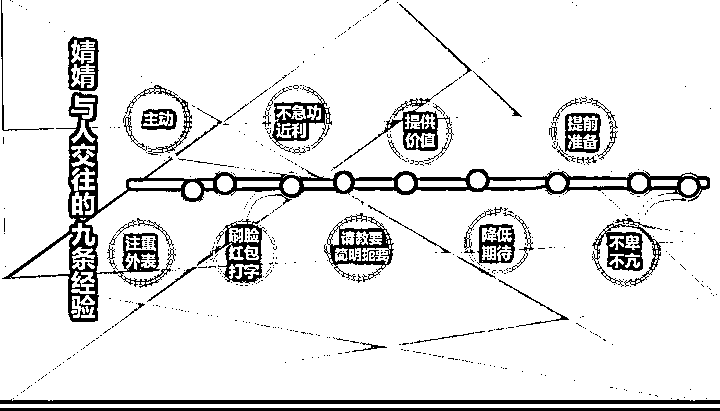 婧婧 与人交往的九条经验
主动
不急功
近利
提供
价值
提前
准备
注重
外表
刷脸
红包
打字
请教要
简明扼要
降低
期待
不卑
不亢